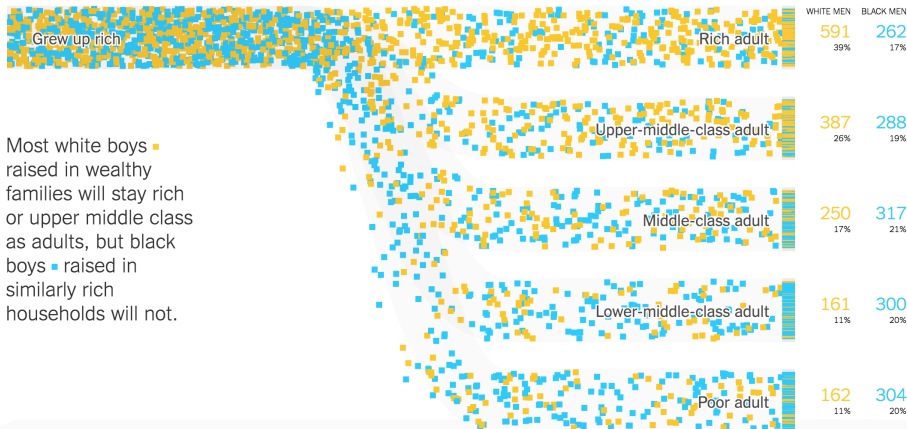 WHITE MEN BLACK MEN
Grew up rich
Rich adult
591 262
39% 17%
Upper-middle-class adult
387 288
26% 19%
Most white boys
raised in wealthy
families will stay rich
or upper middle class
as adults, but black
boys raised in
similarly rich
households will not.
Middle-class adult
250 317
17% 21%
Lower-middle-class adult
161 300
11% 20%
Poor adult
162 304
11% 20%